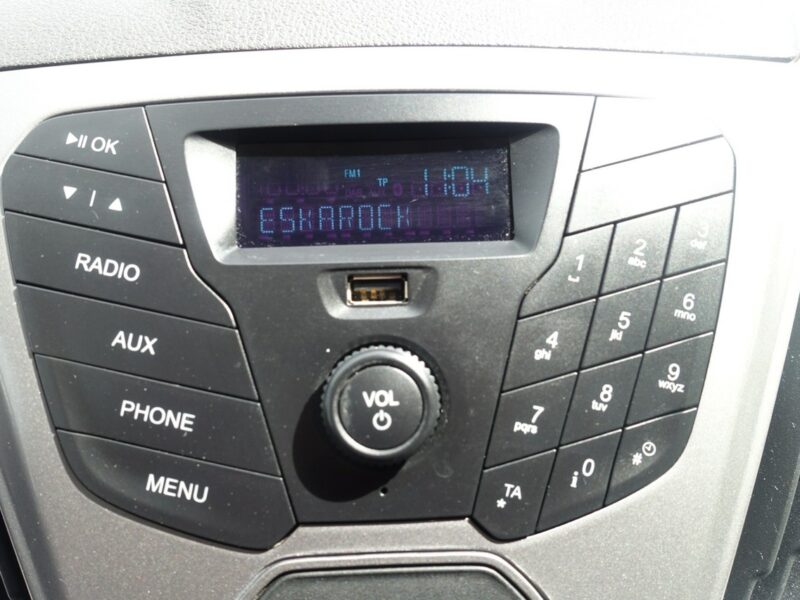 ▶II OK
▼ | ▲
RADIO
AUX
PHONE
MENU
FM1
TP
11:04
ESKAROCK
VOL
1
2
abc
3
def
4
ghi
5
jkl
6
mno
7
pqrs
8
tuv
9
wxyz
TA
*
i 0
#